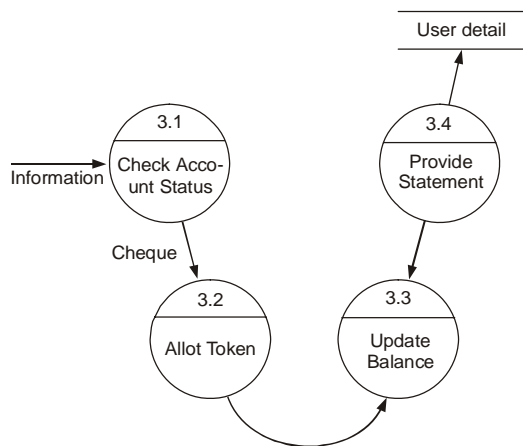 User detail
3.1
Check Acco-
unt Status
Information
3.4
Provide
Statement
Cheque
3.2
Allot Token
3.3
Update
Balance